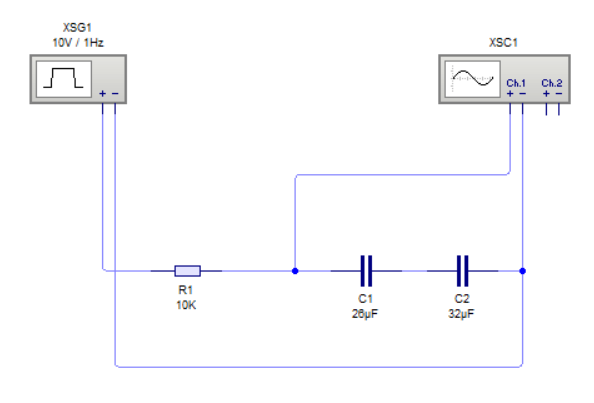 XSG1
10V / 1Hz
XSC1
Ch.1 Ch.2
+ −
+ − + −
R1
10K
C1
26µF
C2
32µF